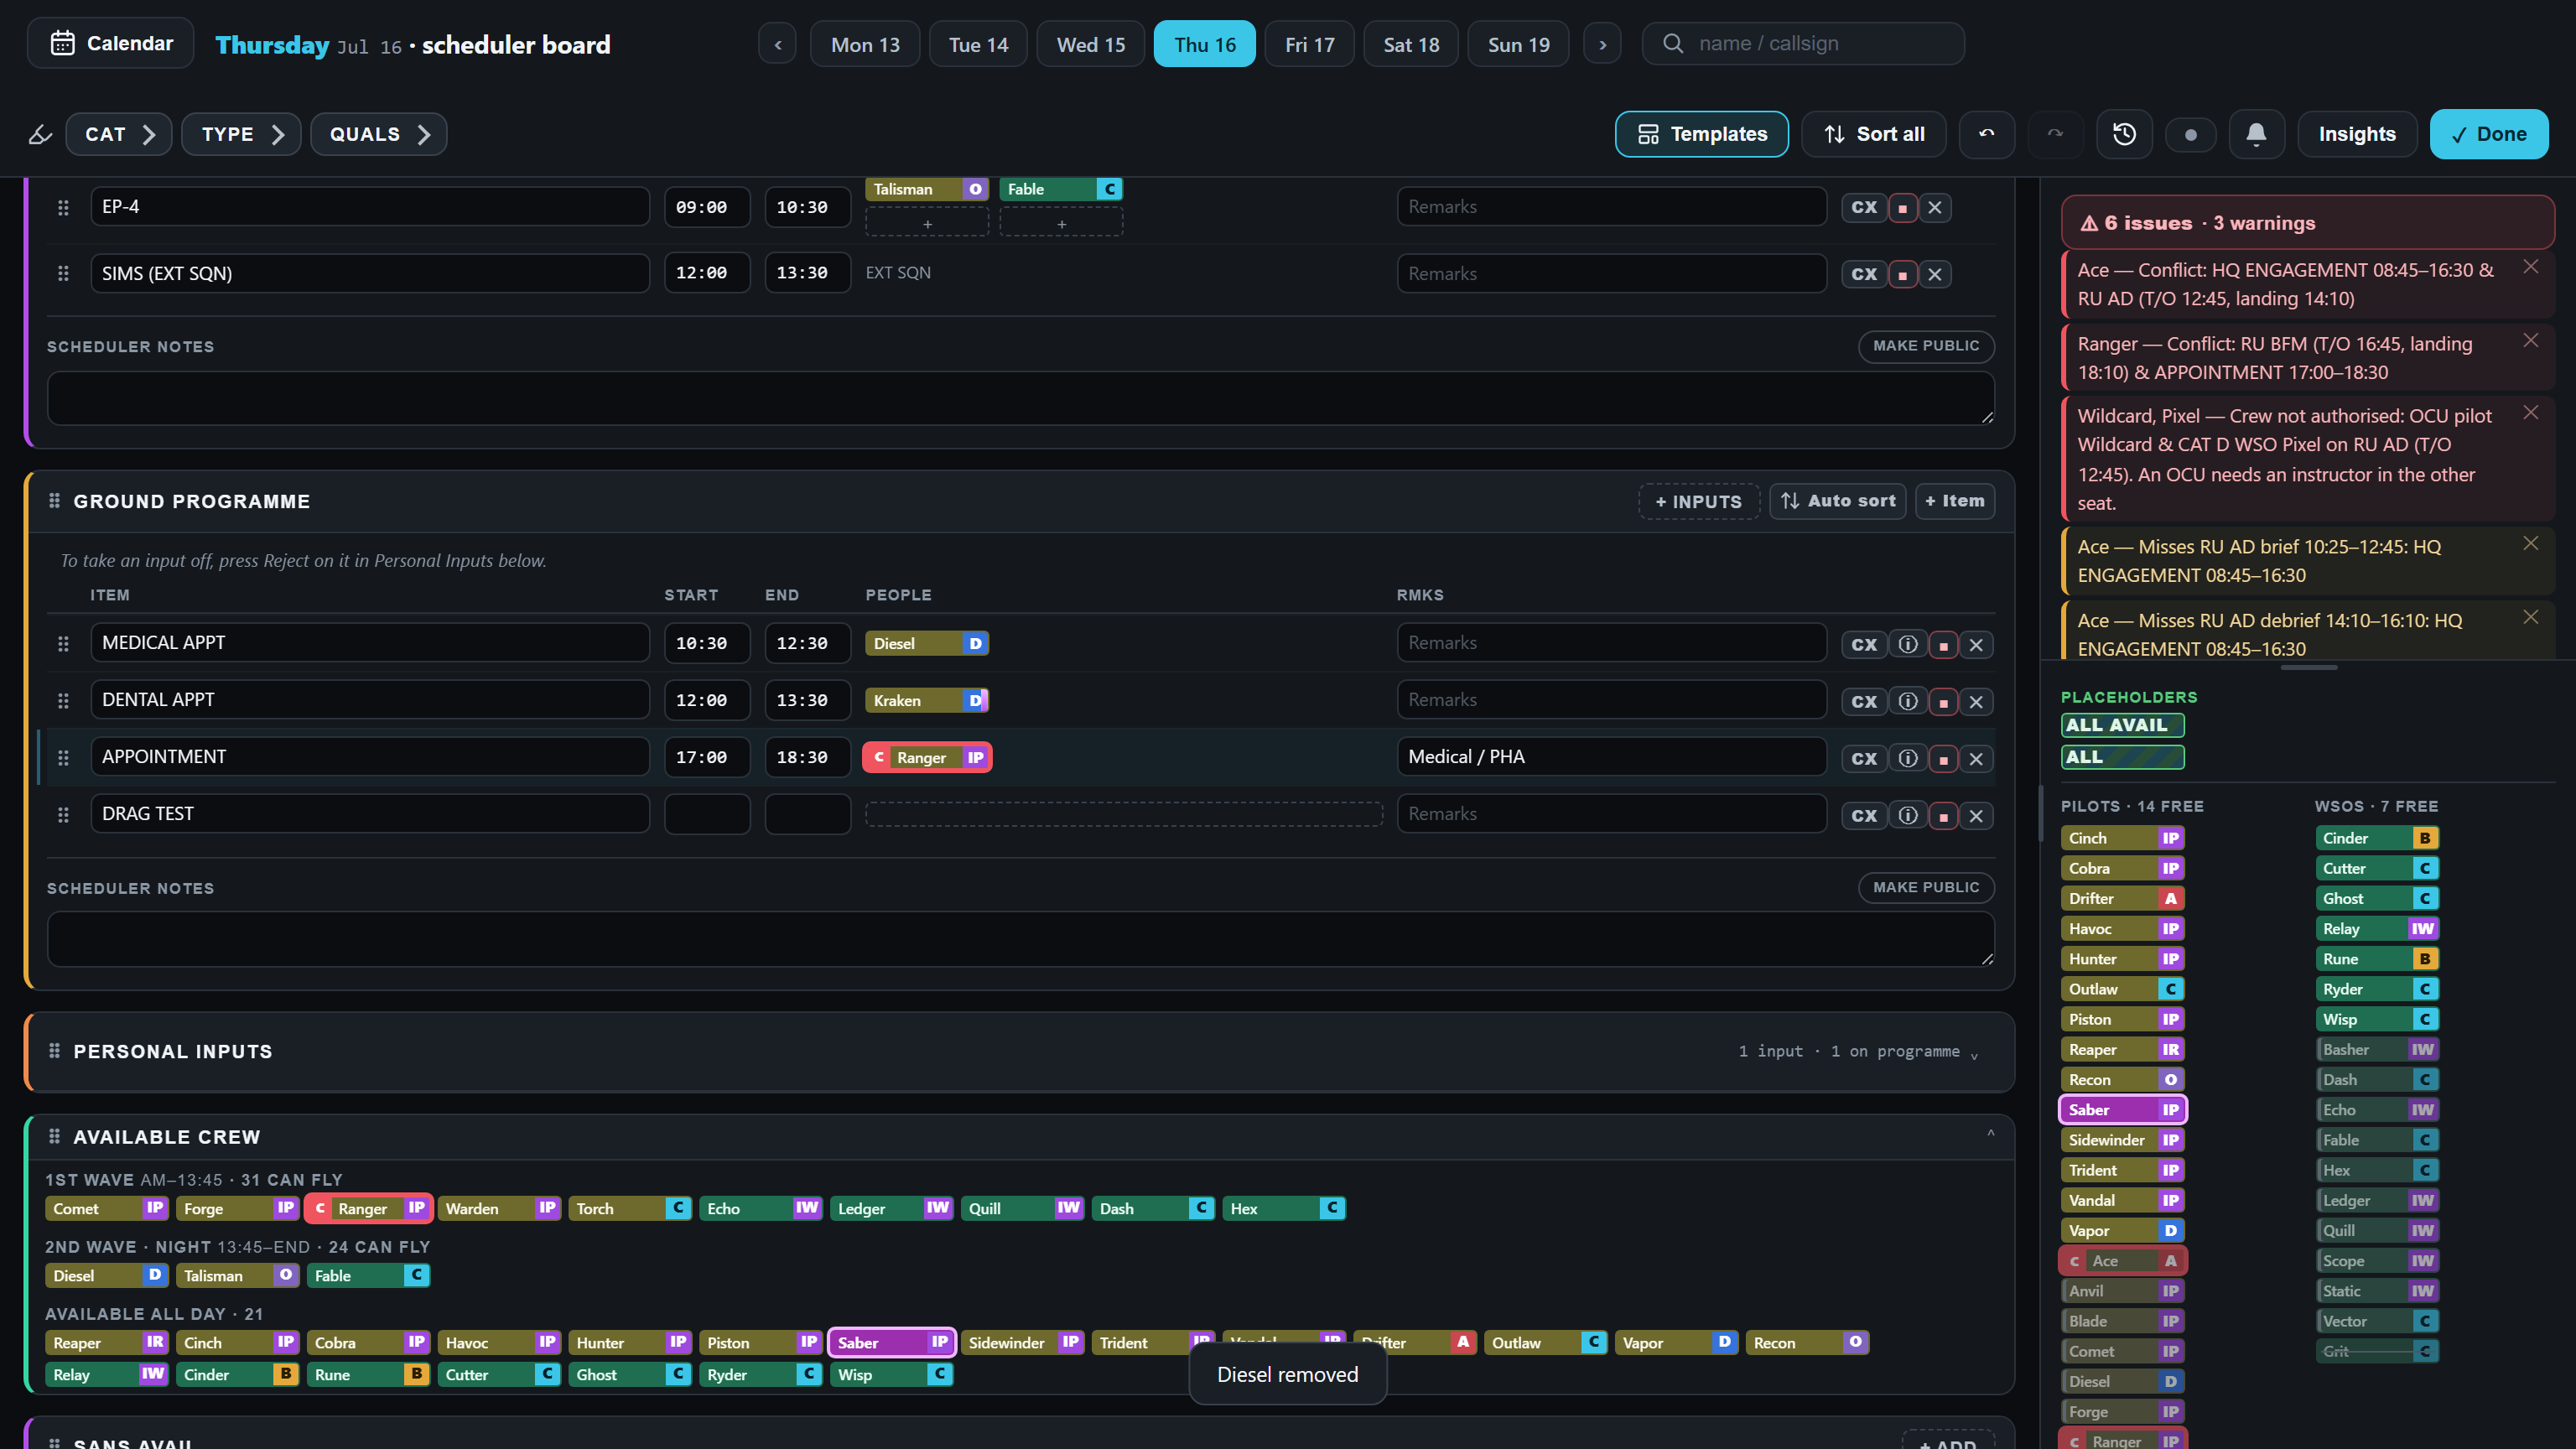 Calendar
Thursday Jul 16 · scheduler board
‹ Mon 13 Tue 14 Wed 15 Thu 16 Fri 17 Sat 18 Sun 19 ›
name / callsign
CAT TYPE QUALS
Templates Sort all Insights ✓ Done
EP-4 09:00 10:30 Talisman O Fable C Remarks CX
+ +
SIMS (EXT SQN) 12:00 13:30 EXT SQN Remarks CX
SCHEDULER NOTES MAKE PUBLIC
GROUND PROGRAMME + INPUTS Auto sort + Item
To take an input off, press Reject on it in Personal Inputs below.
ITEM START END PEOPLE RMKS
MEDICAL APPT 10:30 12:30 Diesel D Remarks CX
DENTAL APPT 12:00 13:30 Kraken D Remarks CX
APPOINTMENT 17:00 18:30 C Ranger IP Medical / PHA CX
DRAG TEST Remarks CX
SCHEDULER NOTES MAKE PUBLIC
PERSONAL INPUTS 1 input · 1 on programme
AVAILABLE CREW
1ST WAVE AM–13:45 · 31 CAN FLY
Comet IP Forge IP C Ranger IP Warden IP Torch C Echo IW Ledger IW Quill IW Dash C Hex C
2ND WAVE · NIGHT 13:45–END · 24 CAN FLY
Diesel D Talisman O Fable C
AVAILABLE ALL DAY · 21
Reaper IR Cinch IP Cobra IP Havoc IP Hunter IP Piston IP Saber IP Sidewinder IP Trident Outlaw C Vapor D Recon O
Relay IW Cinder B Rune B Cutter C Ghost C Ryder C Wisp C
Diesel removed
SANS AVAIL + ADD
⚠ 6 issues · 3 warnings
Ace — Conflict: HQ ENGAGEMENT 08:45–16:30 &
RU AD (T/O 12:45, landing 14:10)
Ranger — Conflict: RU BFM (T/O 16:45, landing
18:10) & APPOINTMENT 17:00–18:30
Wildcard, Pixel — Crew not authorised: OCU pilot
Wildcard & CAT D WSO Pixel on RU AD (T/O
12:45). An OCU needs an instructor in the other
seat.
Ace — Misses RU AD brief 10:25–12:45: HQ
ENGAGEMENT 08:45–16:30
Ace — Misses RU AD debrief 14:10–16:10: HQ
ENGAGEMENT 08:45–16:30
PLACEHOLDERS
ALL AVAIL
ALL
PILOTS · 14 FREE
Cinch IP
Cobra IP
Drifter A
Havoc IP
Hunter IP
Outlaw C
Piston IP
Reaper IR
Recon O
Saber IP
Sidewinder IP
Trident IP
Vandal IP
Vapor D
C Ace A
Anvil IP
Blade IP
Comet IP
Diesel D
Forge IP
C Ranger IP
WSOS · 7 FREE
Cinder B
Cutter C
Ghost C
Relay IW
Rune B
Ryder C
Wisp C
Basher IW
Dash C
Echo IW
Fable C
Hex C
Ledger IW
Quill IW
Scope IW
Static IW
Vector C
Grit C